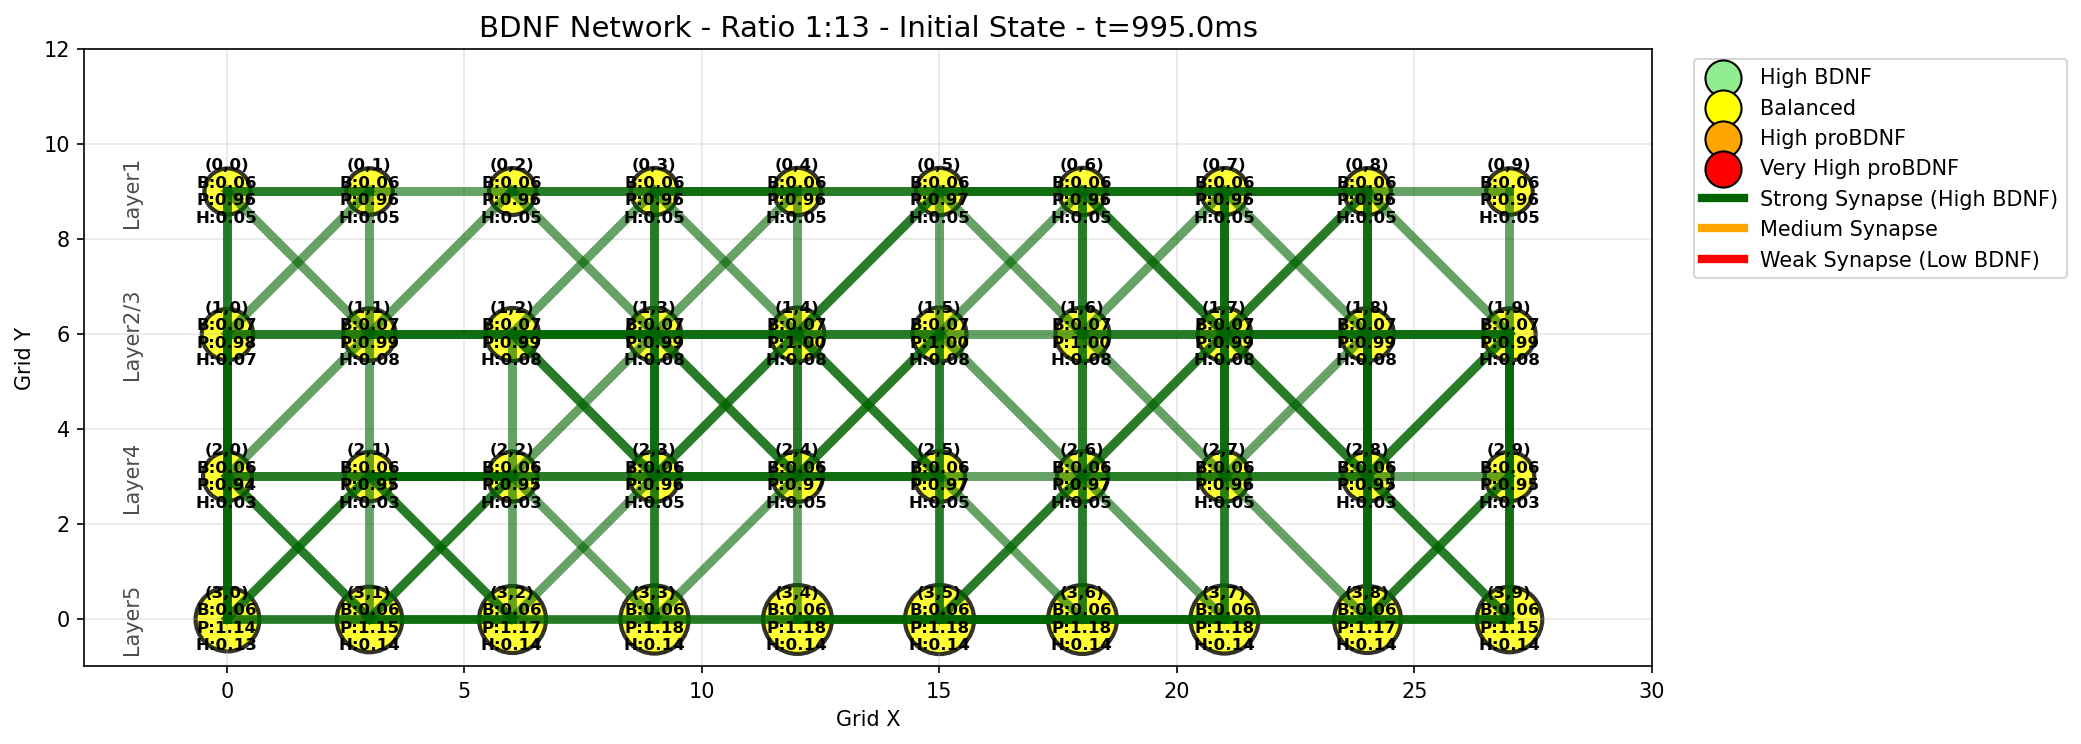 BDNF Network - Ratio 1:13 - Initial State - t=995.0ms
12
10
8
6
4
2
0
Grid Y
Layer1
Layer2/3
Layer4
Layer5
(0,0) (0,1) (0,2) (0,3) (0,4) (0,5) (0,6) (0,7) (0,8) (0,9)
B:0.06 B:0.06 B:0.06 B:0.06 B:0.06 B:0.06 B:0.06 B:0.06 B:0.06 B:0.06
P:0.96 P:0.96 P:0.96 P:0.96 P:0.96 P:0.97 P:0.96 P:0.96 P:0.96 P:0.96
H:0.05 H:0.05 H:0.05 H:0.05 H:0.05 H:0.05 H:0.05 H:0.05 H:0.05 H:0.05
(1,0) (1,1) (1,2) (1,3) (1,4) (1,5) (1,6) (1,7) (1,8) (1,9)
B:0.07 B:0.07 B:0.07 B:0.07 B:0.07 B:0.07 B:0.07 B:0.07 B:0.07 B:0.07
P:0.98 P:0.99 P:0.99 P:0.99 P:1.00 P:1.00 P:1.00 P:0.99 P:0.99 P:0.99
H:0.07 H:0.08 H:0.08 H:0.08 H:0.08 H:0.08 H:0.08 H:0.08 H:0.08 H:0.08
(2,0) (2,1) (2,2) (2,3) (2,4) (2,5) (2,6) (2,7) (2,8) (2,9)
B:0.06 B:0.06 B:0.06 B:0.06 B:0.06 B:0.06 B:0.06 B:0.06 B:0.06 B:0.06
P:0.94 P:0.95 P:0.95 P:0.96 P:0.97 P:0.97 P:0.97 P:0.96 P:0.95 P:0.95
H:0.03 H:0.03 H:0.03 H:0.05 H:0.05 H:0.05 H:0.05 H:0.05 H:0.03 H:0.03
(3,0) (3,1) (3,2) (3,3) (3,4) (3,5) (3,6) (3,7) (3,8) (3,9)
B:0.06 B:0.06 B:0.06 B:0.06 B:0.06 B:0.06 B:0.06 B:0.06 B:0.06 B:0.06
P:1.14 P:1.15 P:1.17 P:1.18 P:1.18 P:1.18 P:1.18 P:1.18 P:1.17 P:1.15
H:0.13 H:0.14 H:0.14 H:0.14 H:0.14 H:0.14 H:0.14 H:0.14 H:0.14 H:0.14
0 5 10 15 20 25 30
Grid X
High BDNF
Balanced
High proBDNF
Very High proBDNF
Strong Synapse (High BDNF)
Medium Synapse
Weak Synapse (Low BDNF)